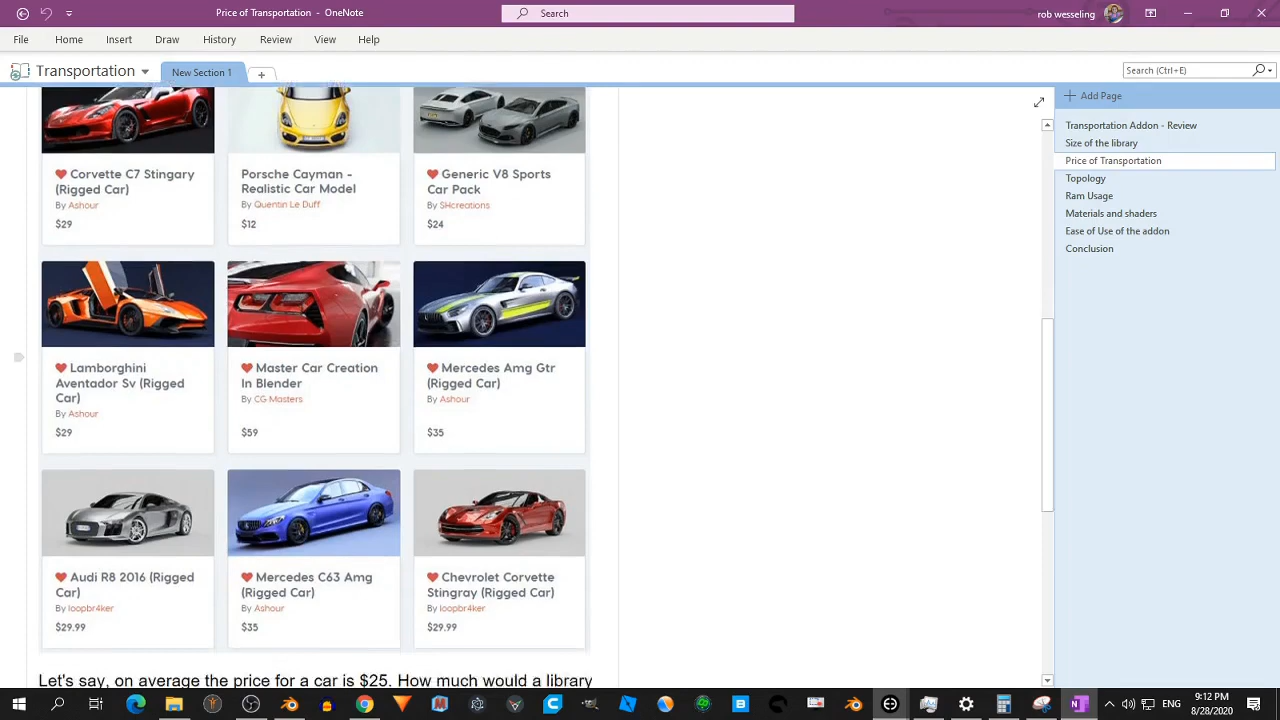 Price of Transportation - OneNote
Search
rob wesseling
File Home Insert Draw History Review View Help
Transportation
New Section 1
Search (Ctrl+E)
Add Page
Transportation Addon - Review
Size of the library
Price of Transportation
Topology
Ram Usage
Materials and shaders
Ease of Use of the addon
Conclusion
Corvette C7 Stingary
(Rigged Car)
By Ashour
$29
Porsche Cayman -
Realistic Car Model
By Quentin Le Duff
$12
Generic V8 Sports
Car Pack
By SHcreations
$24
Lamborghini
Aventador Sv (Rigged
Car)
By Ashour
$29
Master Car Creation
In Blender
By CG Masters
$59
Mercedes Amg Gtr
(Rigged Car)
By Ashour
$35
Audi R8 2016 (Rigged
Car)
By loopbr4ker
$29.99
Mercedes C63 Amg
(Rigged Car)
By Ashour
$35
Chevrolet Corvette
Stingray (Rigged Car)
By loopbr4ker
$29.99
Let's say, on average the price for a car is $25. How much would a library
ENG
9:12 PM
8/28/2020